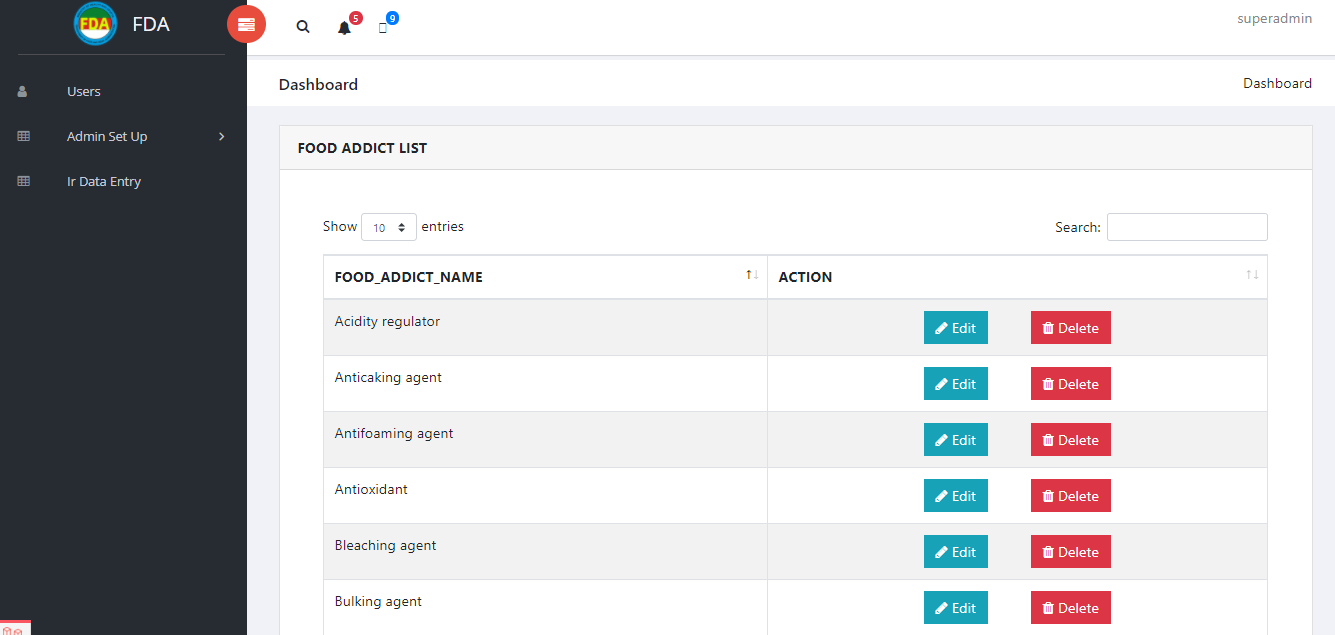 FDA
FDA
5
9
superadmin
Users
Admin Set Up
Ir Data Entry
Dashboard
Dashboard
FOOD ADDICT LIST
Show 10 entries
Search:
FOOD_ADDICT_NAME
ACTION
Acidity regulator
Edit
Delete
Anticaking agent
Edit
Delete
Antifoaming agent
Edit
Delete
Antioxidant
Edit
Delete
Bleaching agent
Edit
Delete
Bulking agent
Edit
Delete